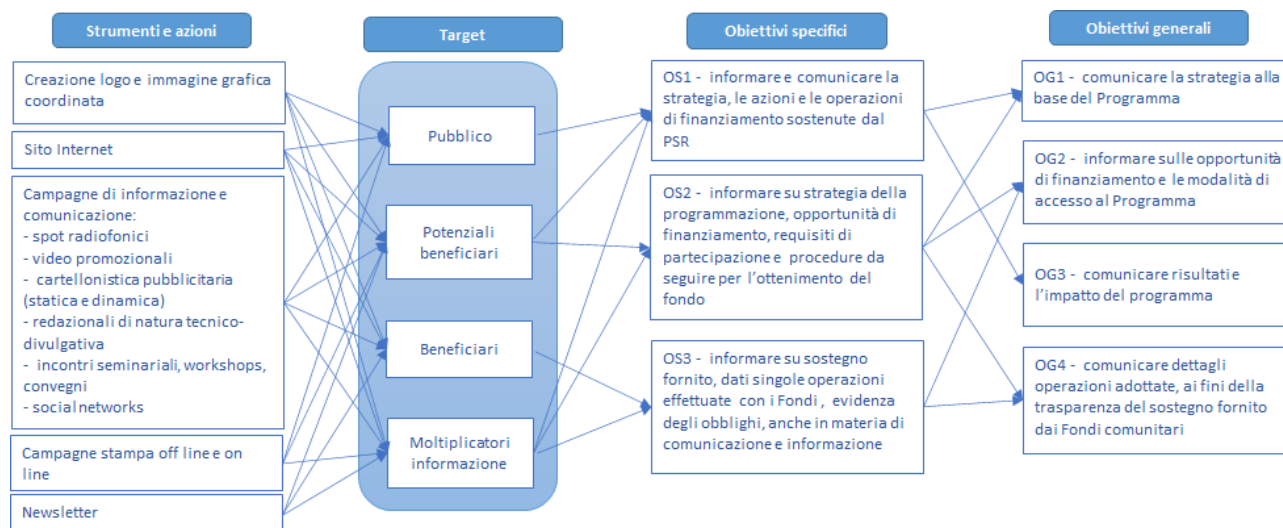 Strumenti e azioni
Creazione logo e immagine grafica
coordinata
Sito Internet
Campagne di informazione e
comunicazione:
- spot radiofonici
- video promozionali
- cartellonistica pubblicitaria
(statica e dinamica)
- redazionali di natura tecnico-
divulgativa
- incontri seminariali, workshops,
convegni
- social networks
Campagne stampa off line e on
line
Newsletter
Target
Pubblico
Potenziali
beneficiari
Beneficiari
Moltiplicatori
informazione
Obiettivi specifici
OS1 - informare e comunicare la
strategia, le azioni e le operazioni
di finanziamento sostenute dal
PSR
OS2 - informare su strategia della
programmazione, opportunità di
finanziamento, requisiti di
partecipazione e procedure da
seguire per l'ottenimento del
fondo
OS3 - informare su sostegno
fornito, dati singole operazioni
effettuate con i Fondi , evidenza
degli obblighi, anche in materia di
comunicazione e informazione
Obiettivi generali
OG1 - comunicare la strategia alla
base del Programma
OG2 - informare sulle opportunità
di finanziamento e le modalità di
accesso al Programma
OG3 - comunicare risultati e
l'impatto del programma
OG4 - comunicare dettagli
operazioni adottate, ai fini della
trasparenza del sostegno fornito
dai Fondi comunitari